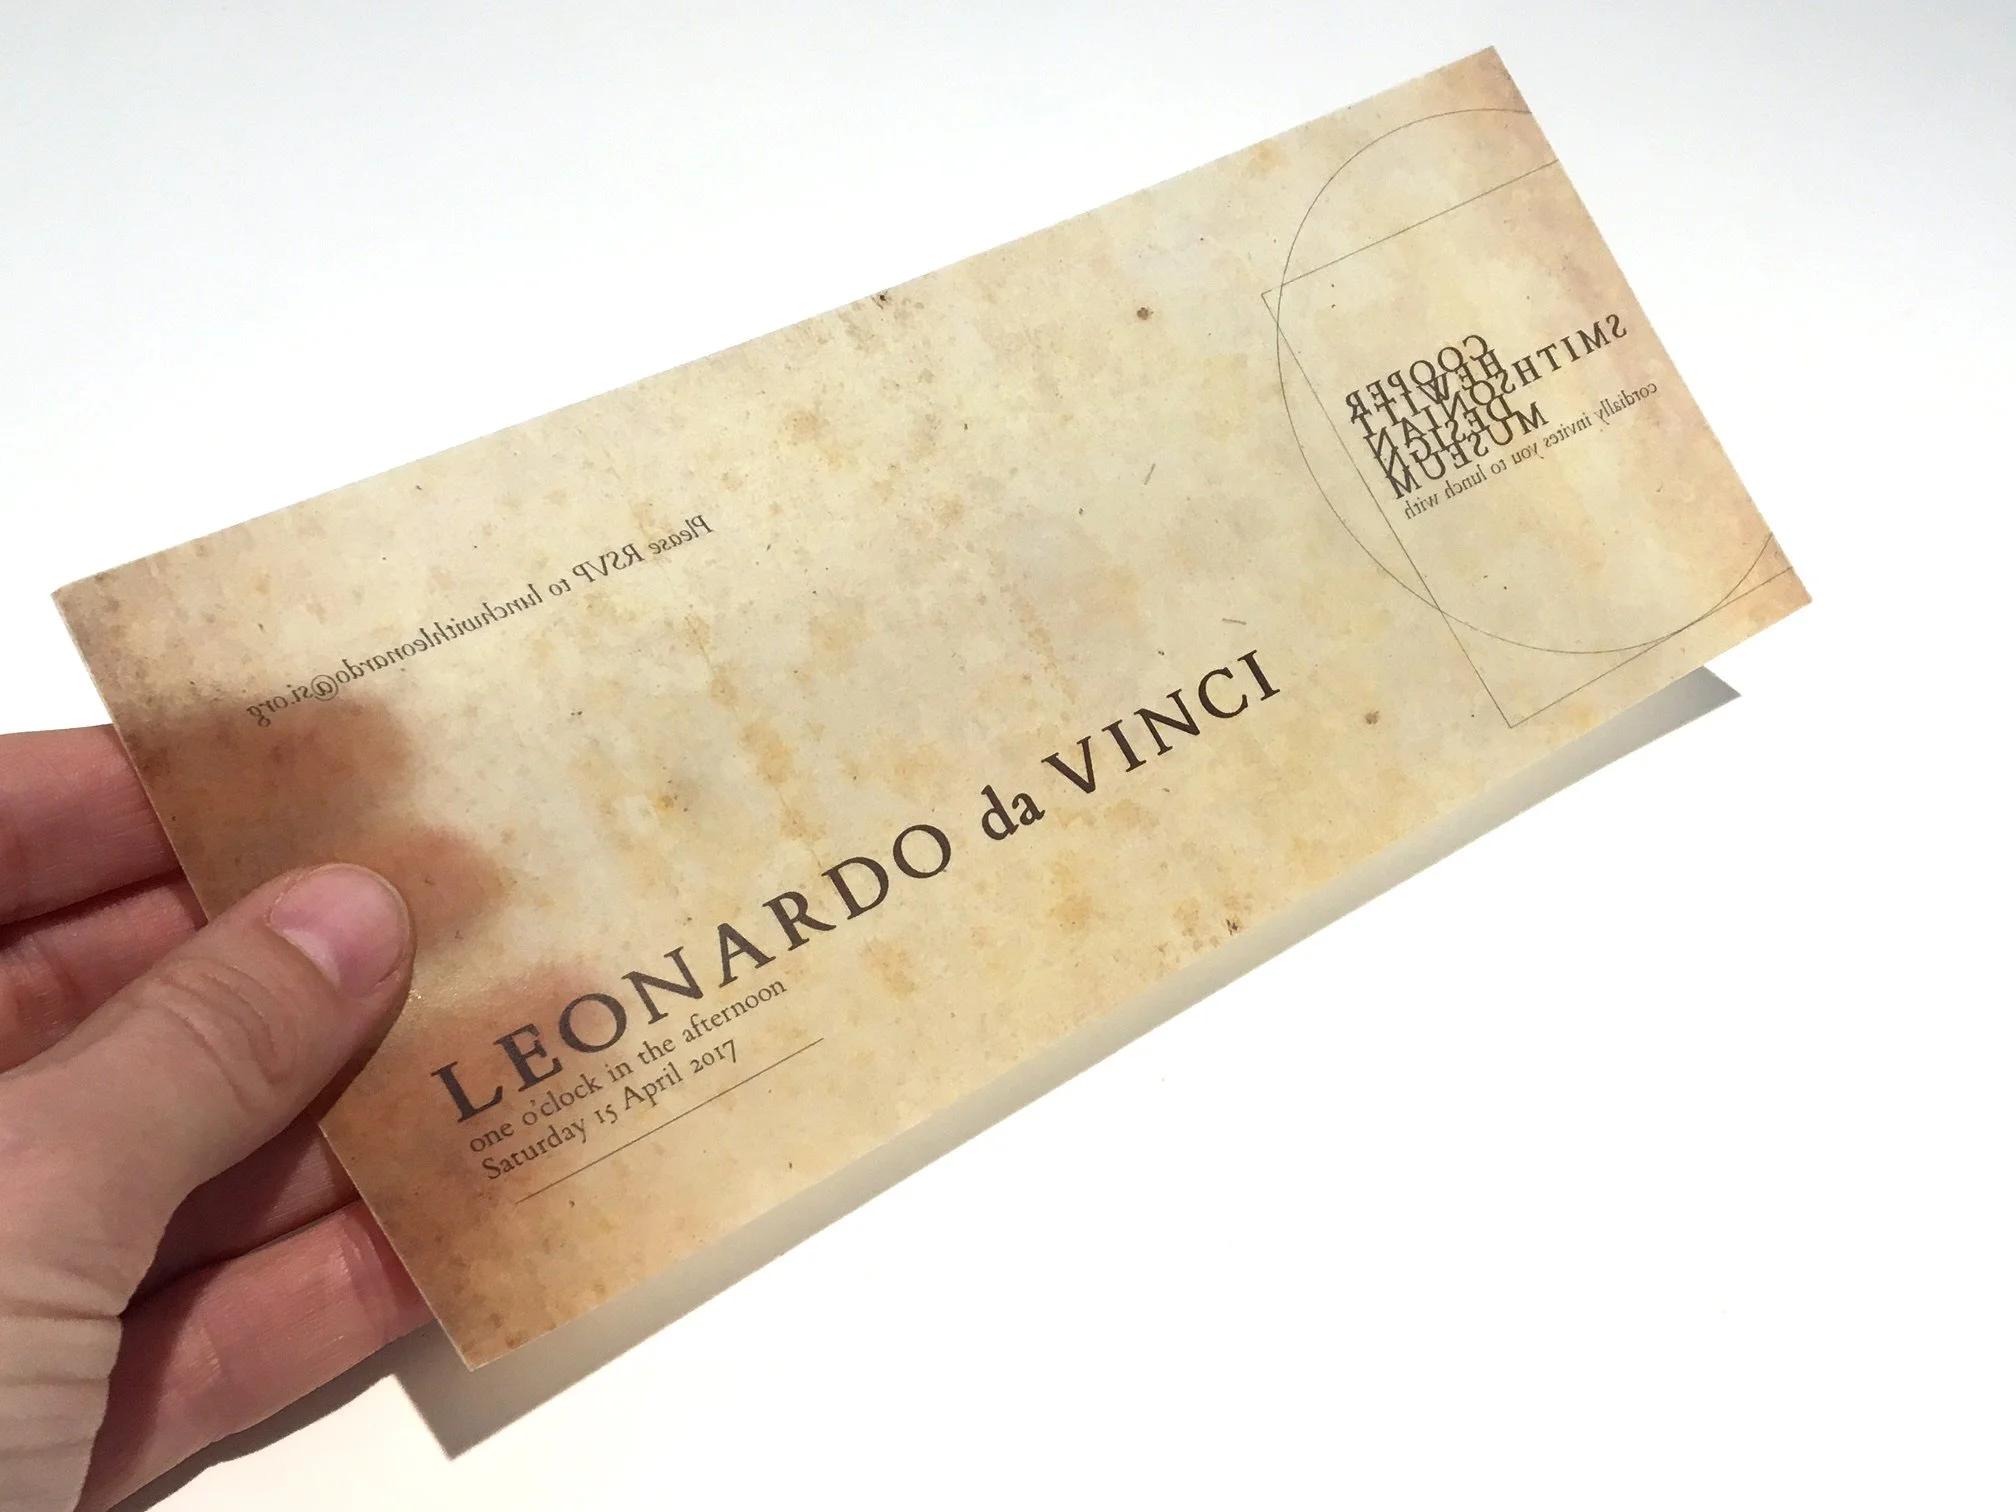 COOPER
HEWITT
SMITHSONIAN
DESIGN
MUSEUM
cordially invites you to lunch with
LEONARDO da VINCI
one o'clock in the afternoon
Saturday 15 April 2017
Please RSVP to lunchwithleonardo@si.org